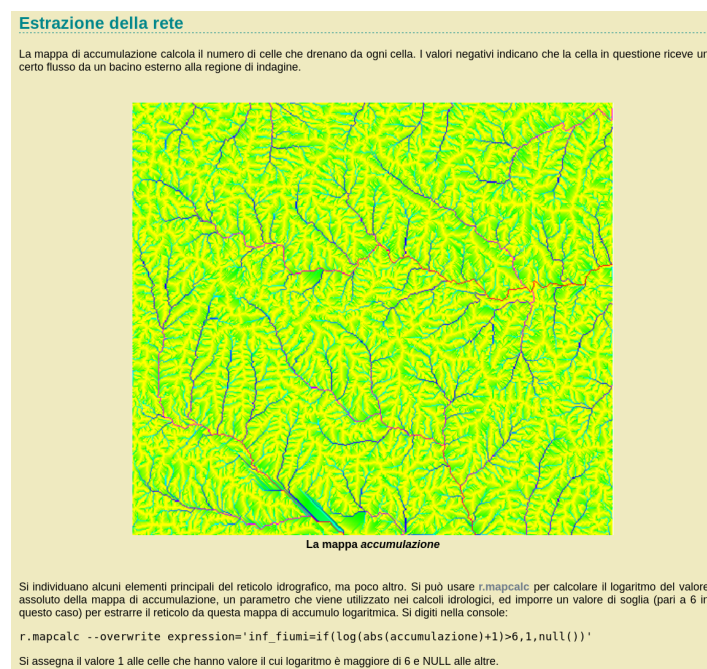 Estrazione della rete
La mappa di accumulazione calcola il numero di celle che drenano da ogni cella. I valori negativi indicano che la cella in questione riceve un
certo flusso da un bacino esterno alla regione di indagine.
La mappa accumulazione
Si individuano alcuni elementi principali del reticolo idrografico, ma poco altro. Si può usare r.mapcalc per calcolare il logaritmo del valore
assoluto della mappa di accumulazione, un parametro che viene utilizzato nei calcoli idrologici, ed imporre un valore di soglia (pari a 6 in
questo caso) per estrarre il reticolo da questa mappa di accumulo logaritmica. Si digiti nella console:
r.mapcalc --overwrite expression='inf_fiumi=if(log(abs(accumulazione)+1)>6,1,null())'
Si assegna il valore 1 alle celle che hanno valore il cui logaritmo è maggiore di 6 e NULL alle altre.